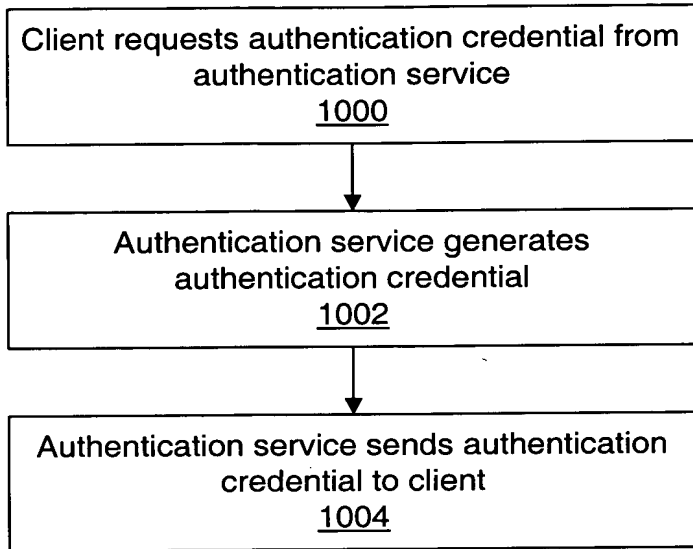 Client requests authentication credential from
authentication service
1000
Authentication service generates
authentication credential
1002
Authentication service sends authentication
credential to client
1004